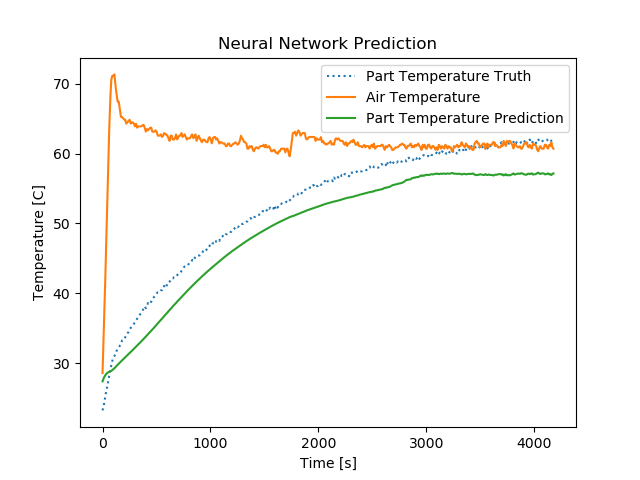 Neural Network Prediction
Part Temperature Truth
Air Temperature
Part Temperature Prediction
70
60
50
40
30
Temperature [C]
0
1000
2000
3000
4000
Time [s]